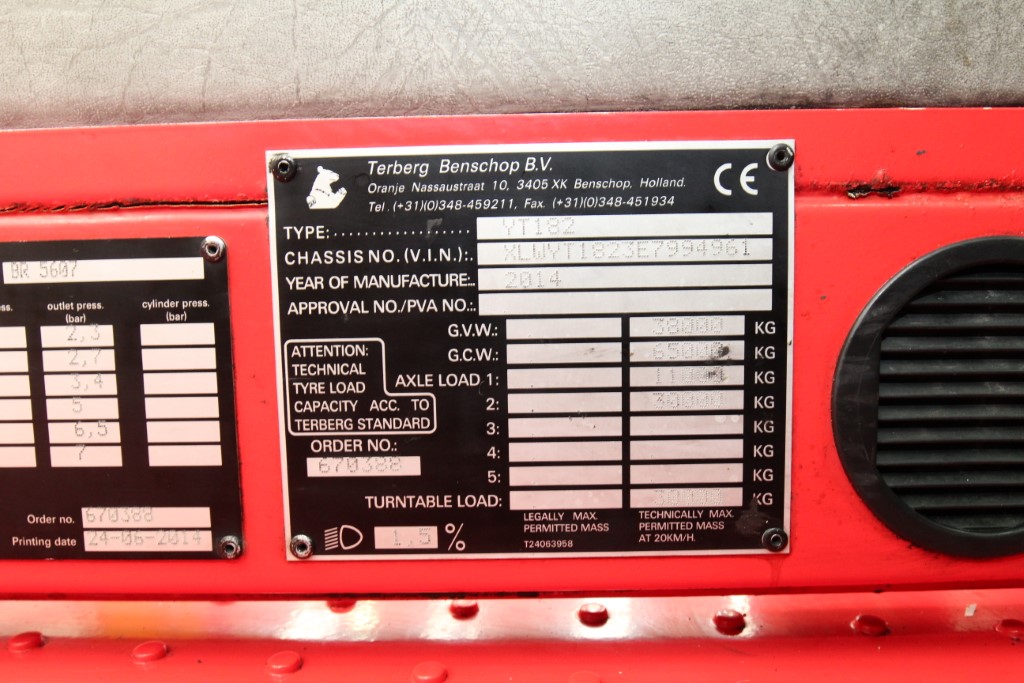 Terberg Benschop B.V.
Oranje Nassaustraat 10, 3405 XK Benschop, Holland.
Tel. (+31)(0)348-459211, Fax. (+31)(0)348-451934
CE
TYPE:.................. YT182
CHASSIS NO. (V.I.N.):. XLWYT1823E7994961
YEAR OF MANUFACTURE:.. 2014
APPROVAL NO./PVA NO.:.
G.V.W.: 38000 KG
G.C.W.: 65000 KG
AXLE LOAD 1: KG
2: 30000 KG
3: KG
4: KG
5: KG
TURNTABLE LOAD: KG
ATTENTION:
TECHNICAL
TYRE LOAD
CAPACITY ACC. TO
TERBERG STANDARD
ORDER NO.:
670388
1,5 %
LEGALLY MAX.
PERMITTED MASS
T24063958
TECHNICALLY MAX.
PERMITTED MASS
AT 20KM/H.
BR 5607
outlet press.
(bar)
cylinder press.
(bar)
2,3
2,7
3,4
5
6,5
7
Order no. 670388
Printing date 24-06-2014